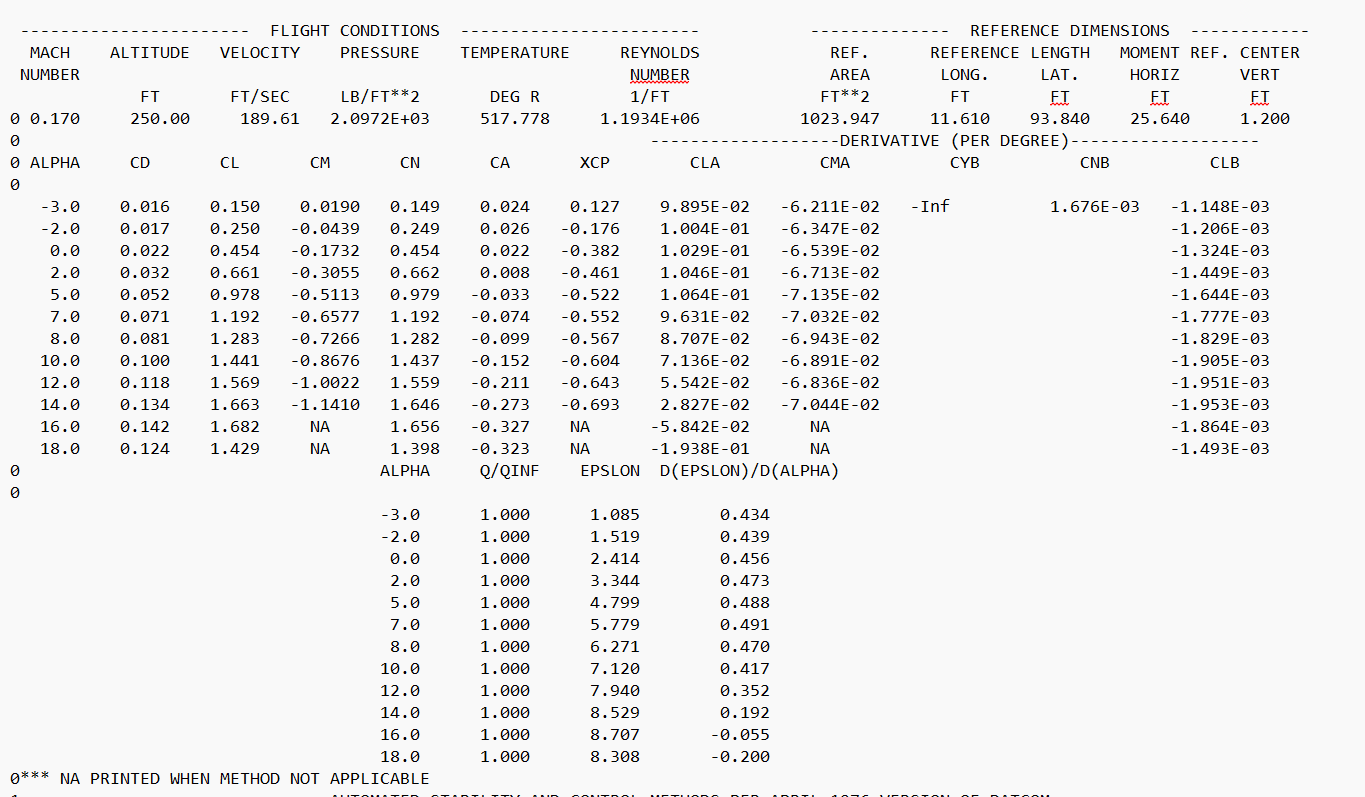 ----------------------- FLIGHT CONDITIONS ------------------------ -------------- REFERENCE DIMENSIONS ------------
MACH ALTITUDE VELOCITY PRESSURE TEMPERATURE REYNOLDS REF. REFERENCE LENGTH MOMENT REF. CENTER
NUMBER NUMBER AREA LONG. LAT. HORIZ VERT
FT FT/SEC LB/FT**2 DEG R 1/FT FT**2 FT FT FT FT
0 0.170 250.00 189.61 2.0972E+03 517.778 1.1934E+06 1023.947 11.610 93.840 25.640 1.200
0 -------------------DERIVATIVE (PER DEGREE)-------------------
0 ALPHA CD CL CM CN CA XCP CLA CMA CYB CNB CLB
0
-3.0 0.016 0.150 0.0190 0.149 0.024 0.127 9.895E-02 -6.211E-02 -Inf 1.676E-03 -1.148E-03
-2.0 0.017 0.250 -0.0439 0.249 0.026 -0.176 1.004E-01 -6.347E-02 -1.206E-03
0.0 0.022 0.454 -0.1732 0.454 0.022 -0.382 1.029E-01 -6.539E-02 -1.324E-03
2.0 0.032 0.661 -0.3055 0.662 0.008 -0.461 1.046E-01 -6.713E-02 -1.449E-03
5.0 0.052 0.978 -0.5113 0.979 -0.033 -0.522 1.064E-01 -7.135E-02 -1.644E-03
7.0 0.071 1.192 -0.6577 1.192 -0.074 -0.552 9.631E-02 -7.032E-02 -1.777E-03
8.0 0.081 1.283 -0.7266 1.282 -0.099 -0.567 8.707E-02 -6.943E-02 -1.829E-03
10.0 0.100 1.441 -0.8676 1.437 -0.152 -0.604 7.136E-02 -6.891E-02 -1.905E-03
12.0 0.118 1.569 -1.0022 1.559 -0.211 -0.643 5.542E-02 -6.836E-02 -1.951E-03
14.0 0.134 1.663 -1.1410 1.646 -0.273 -0.693 2.827E-02 -7.044E-02 -1.953E-03
16.0 0.142 1.682 NA 1.656 -0.327 NA -5.842E-02 NA -1.864E-03
18.0 0.124 1.429 NA 1.398 -0.323 NA -1.938E-01 NA -1.493E-03
0 ALPHA Q/QINF EPSLON D(EPSLON)/D(ALPHA)
0
-3.0 1.000 1.085 0.434
-2.0 1.000 1.519 0.439
0.0 1.000 2.414 0.456
2.0 1.000 3.344 0.473
5.0 1.000 4.799 0.488
7.0 1.000 5.779 0.491
8.0 1.000 6.271 0.470
10.0 1.000 7.120 0.417
12.0 1.000 7.940 0.352
14.0 1.000 8.529 0.192
16.0 1.000 8.707 -0.055
18.0 1.000 8.308 -0.200
0*** NA PRINTED WHEN METHOD NOT APPLICABLE
AUTOMATED STABILITY AND CONTROL METHODS PER APRIL 1976 VERSION OF DATCOM